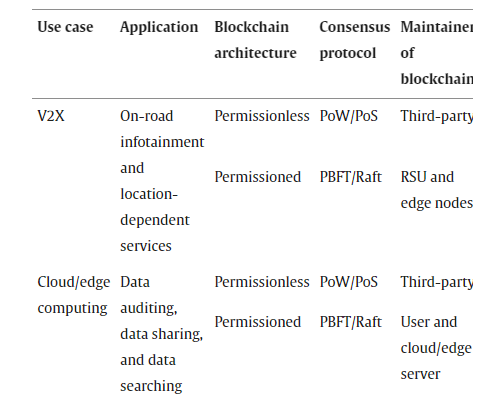 Use case Application Blockchain Consensus Maintainer
architecture protocol of
blockchain
V2X On-road Permissionless PoW/PoS Third-party
infotainment
and
Permissioned PBFT/Raft RSU and
location-
edge nodes
dependent
services
Cloud/edge Data Permissionless PoW/PoS Third-party
computing auditing,
Permissioned PBFT/Raft User and
data sharing,
cloud/edge
and data
server
searching